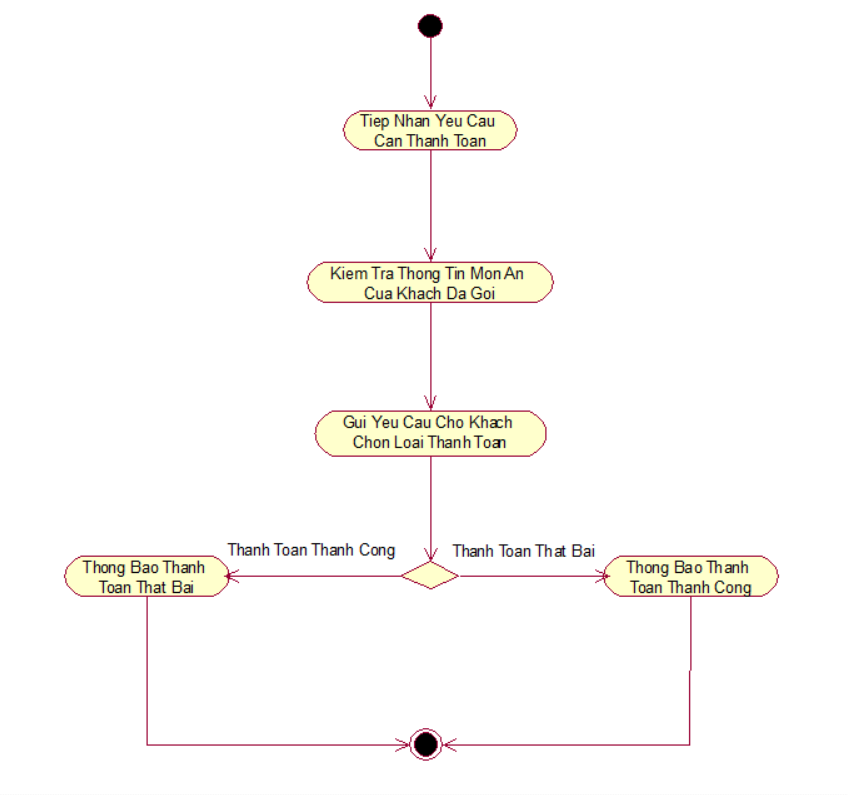 Tiep Nhan Yeu Cau
Can Thanh Toan
Kiem Tra Thong Tin Mon An
Cua Khach Da Goi
Gui Yeu Cau Cho Khach
Chon Loai Thanh Toan
Thanh Toan Thanh Cong
Thanh Toan That Bai
Thong Bao Thanh
Toan That Bai
Thong Bao Thanh
Toan Thanh Cong